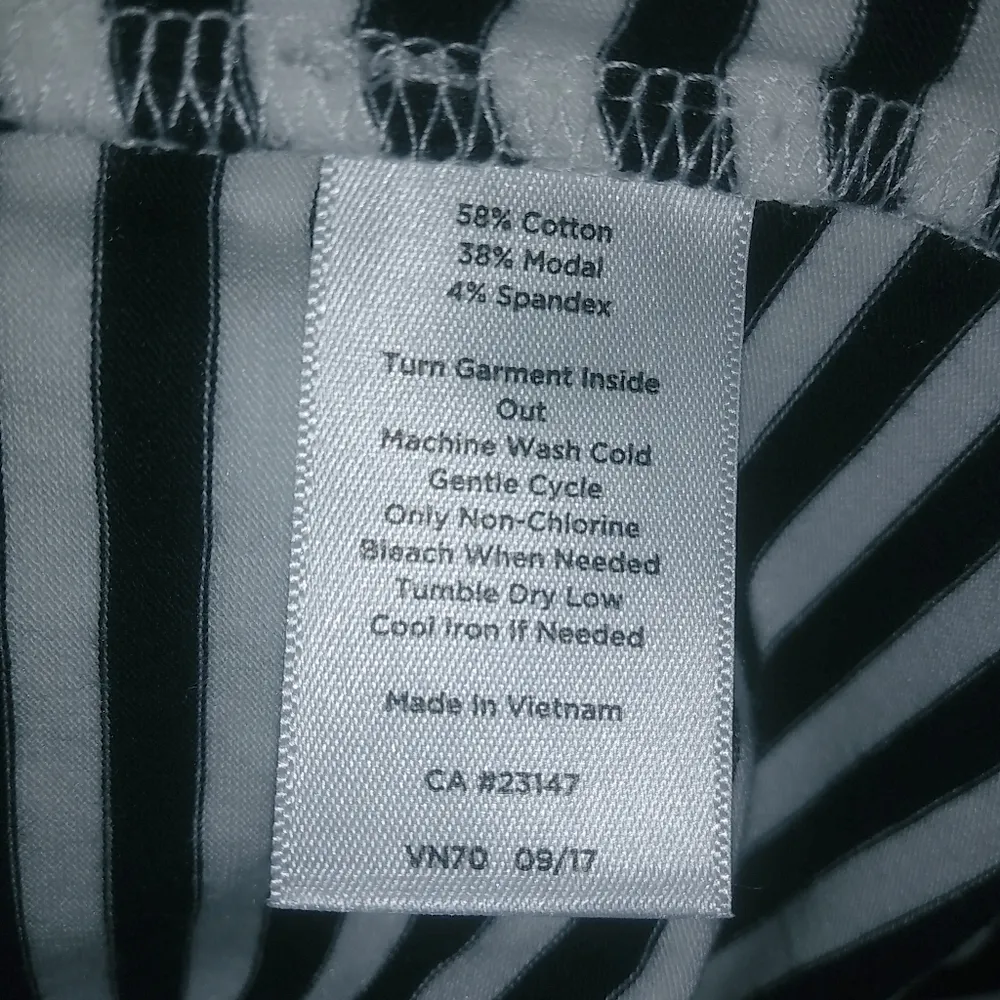 58% Cotton
38% Modal
4% Spandex
Turn Garment Inside
Out
Machine Wash Cold
Gentle Cycle
Only Non-Chlorine
Bleach When Needed
Tumble Dry Low
Cool Iron If Needed
Made In Vietnam
CA #23147
VN70 09/17